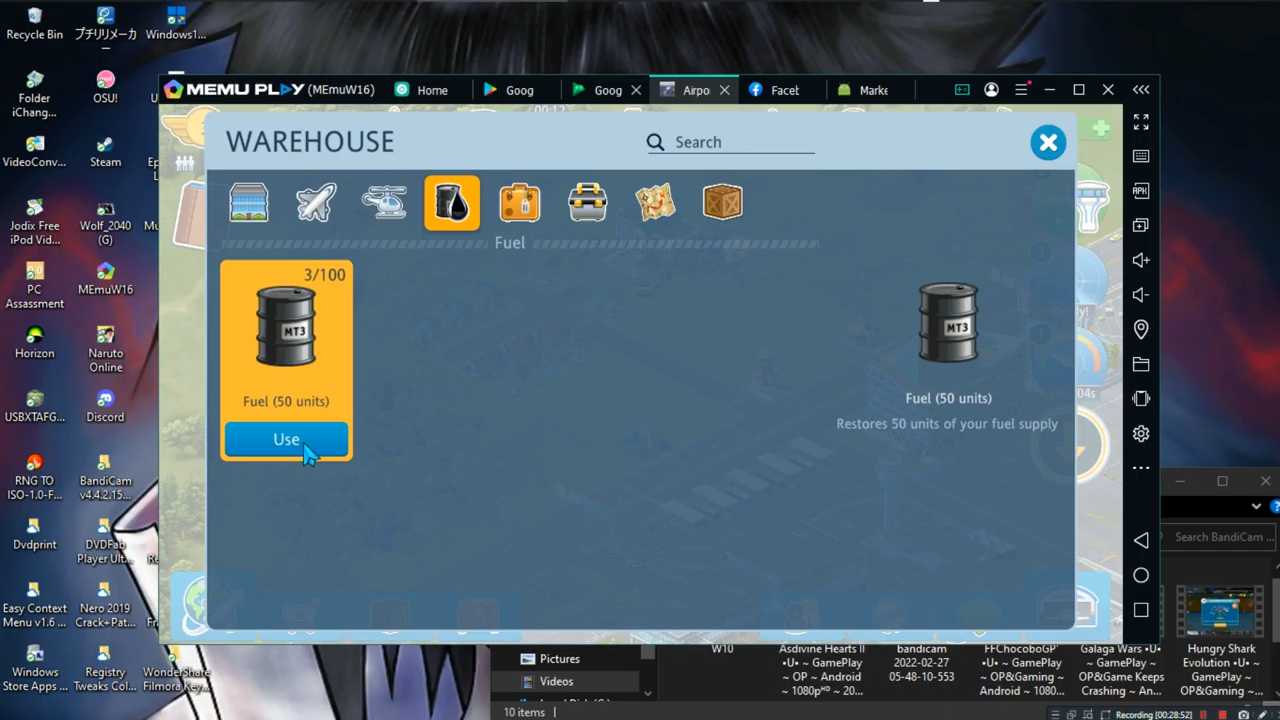 Recycle Bin
プチリリメーカ
ー
Windows1...
Folder
iChang...
OSU!
VideoConv...
Steam
Jodix Free
iPod Vid...
Wolf_2040
(G)
PC
Assassment
MEmuW16
Horizon
Naruto
Online
USBXTAFG...
Discord
RNG TO
ISO-1.0-F...
BandiCam
v4.4.2.15...
Dvdprint
DVDFab
Player Ult...
Easy Context
Menu v1.6 ...
Nero 2019
Crack+Pat...
Windows
Store Apps ...
Registry
Tweaks Col...
WonderShare
Filmora Key...
MEMU PLAY (MEmuW16)
Home
Goog
Goog
Airpo
Facel
Marke
WAREHOUSE
Search
Fuel
3/100
MT3
Fuel (50 units)
Use
MT3
Fuel (50 units)
Restores 50 units of your fuel supply
04s
APK
Search BandiCam ...
Pictures
Videos
10 items
W10
Asdivine Hearts II
•U• ~ GamePlay
~ OP ~ Android
~ 1080pᴴᴰ ~ 20...
bandicam
2022-02-27
05-48-10-553
FFChocoboGP'
•U• ~ GamePlay
~ OP&Gaming ~
Android ~ 1080...
Galaga Wars •U•
~ GamePlay ~
OP&Game Keeps
Crashing ~ An...
Hungry Shark
Evolution •U• ~
GamePlay ~
OP&Gaming ~...
Recording [00:28:52]